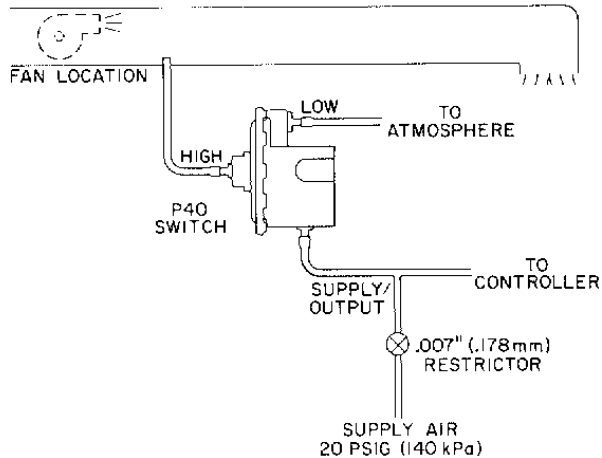 FAN LOCATION
LOW
TO
ATMOSPHERE
HIGH
P40
SWITCH
TO
CONTROLLER
SUPPLY/
OUTPUT
.007" (.178mm)
RESTRICTOR
SUPPLY AIR
20 PSIG (140 kPa)